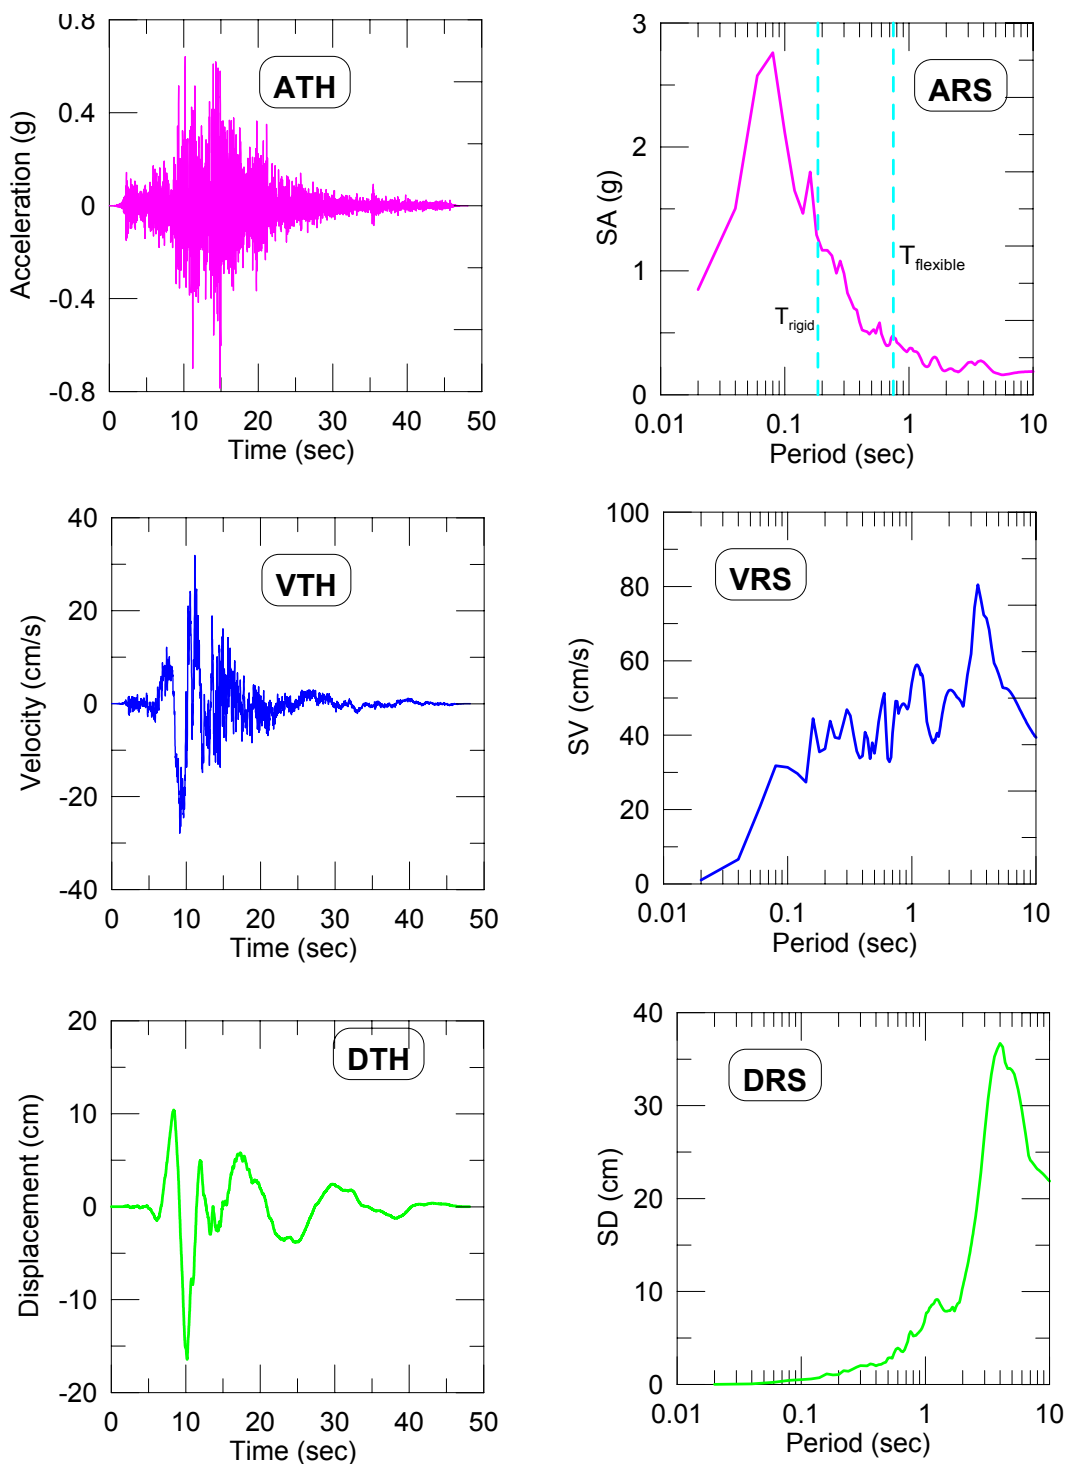 0.8
0.4
0
-0.4
-0.8
Acceleration (g)
ATH
0 10 20 30 40 50
Time (sec)
3
2
1
0
SA (g)
ARS
T flexible
T rigid
0.01 0.1 1 10
Period (sec)
40
20
0
-20
-40
Velocity (cm/s)
VTH
0 10 20 30 40 50
Time (sec)
100
80
60
40
20
0
SV (cm/s)
VRS
0.01 0.1 1 10
Period (sec)
20
10
0
-10
-20
Displacement (cm)
DTH
0 10 20 30 40 50
Time (sec)
40
30
20
10
0
SD (cm)
DRS
0.01 0.1 1 10
Period (sec)